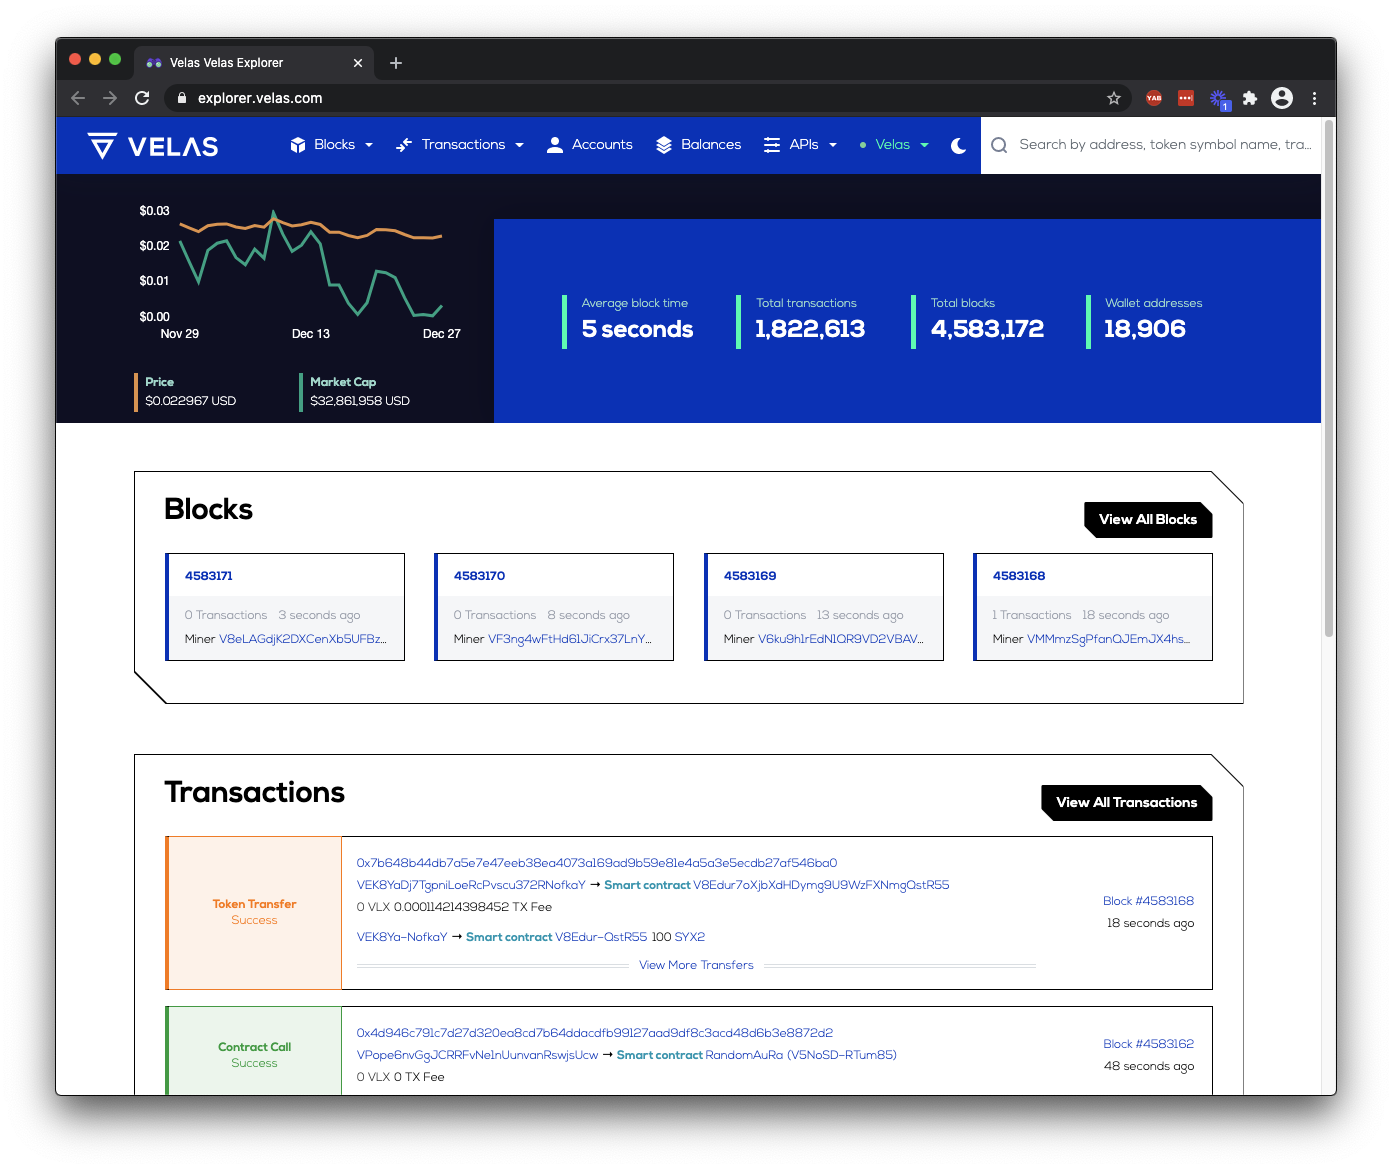 Velas Velas Explorer
explorer.velas.com
YAB
1
VELAS
Blocks
Transactions
Accounts
Balances
APIs
Velas
Search by address, token symbol name, tra...
$0.03
$0.02
$0.01
$0.00
Nov 29
Dec 13
Dec 27
Price
$0.022967 USD
Market Cap
$32,861,958 USD
Average block time
5 seconds
Total transactions
1,822,613
Total blocks
4,583,172
Wallet addresses
18,906
Blocks
View All Blocks
4583171
0 Transactions 3 seconds ago
Miner V8eLAGdjK2DXCenXb5UFBz...
4583170
0 Transactions 8 seconds ago
Miner VF3ng4wFtHd61JiCrx37LnY...
4583169
0 Transactions 13 seconds ago
Miner V6ku9h1rEdN1QR9VD2VBAV...
4583168
1 Transactions 18 seconds ago
Miner VMMmzSgPfanQJEmJX4hs...
Transactions
View All Transactions
Token Transfer
Success
0x7b648b44db7a5e7e47eeb38ea4073a169ad9b59e81e4a5a3e5ecdb27af546ba0
VEK8YaDj7TgpniLoeRcPvscu372RNofkaY → Smart contract V8Edur7oXjbXdHDymg9U9WzFXNmgQstR55
0 VLX 0.000114214398452 TX Fee
VEK8Ya-NofkaY → Smart contract V8Edur-QstR55 100 SYX2
View More Transfers
Block #4583168
18 seconds ago
Contract Call
Success
0x4d946c791c7d27d320ea8cd7b64ddacdfb99127aad9df8c3acd48d6b3e8872d2
VPope6nvGgJCRRFvNe1nUunvanRswjsUcw → Smart contract RandomAuRa (V5NoSD-RTum85)
0 VLX 0 TX Fee
Block #4583162
48 seconds ago